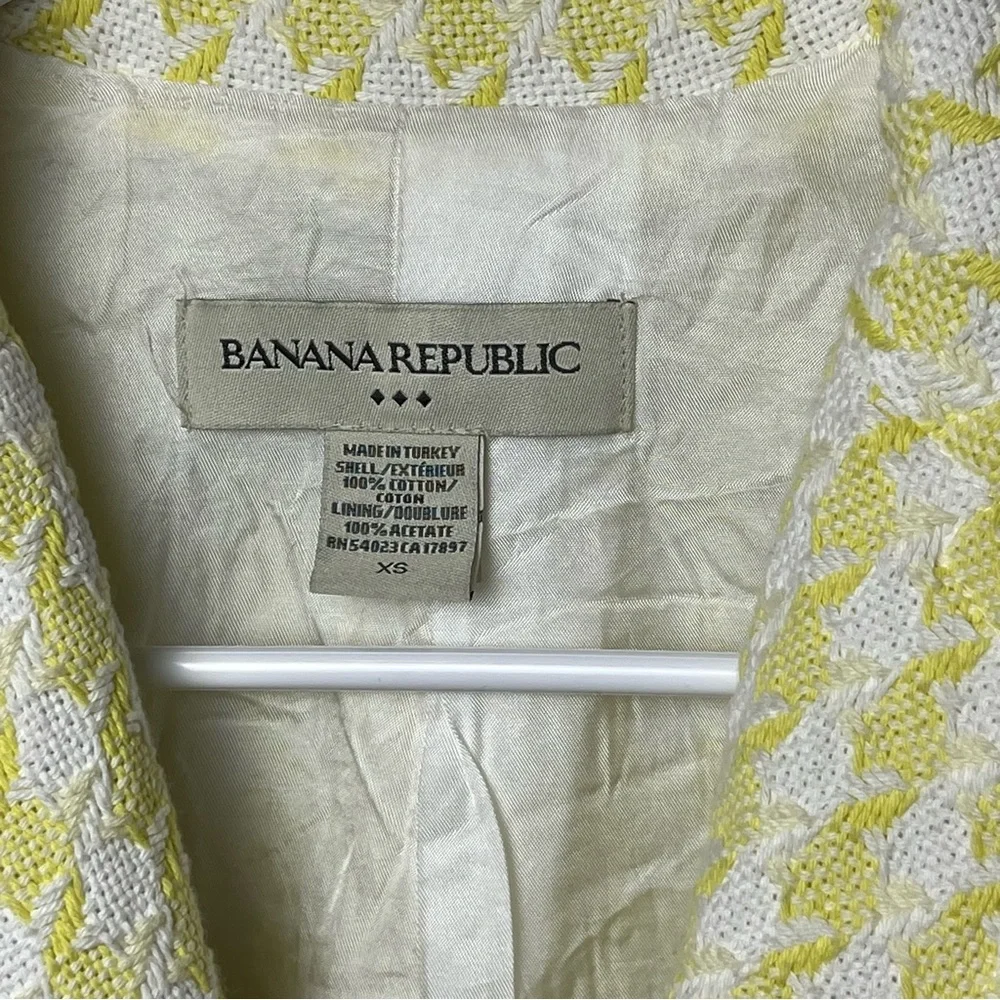 BANANA REPUBLIC
MADE IN TURKEY
SHELL/EXTÉRIEUR
100% COTTON/
COTON
LINING/DOUBLURE
100% ACETATE
RN54023 CA17897
XS